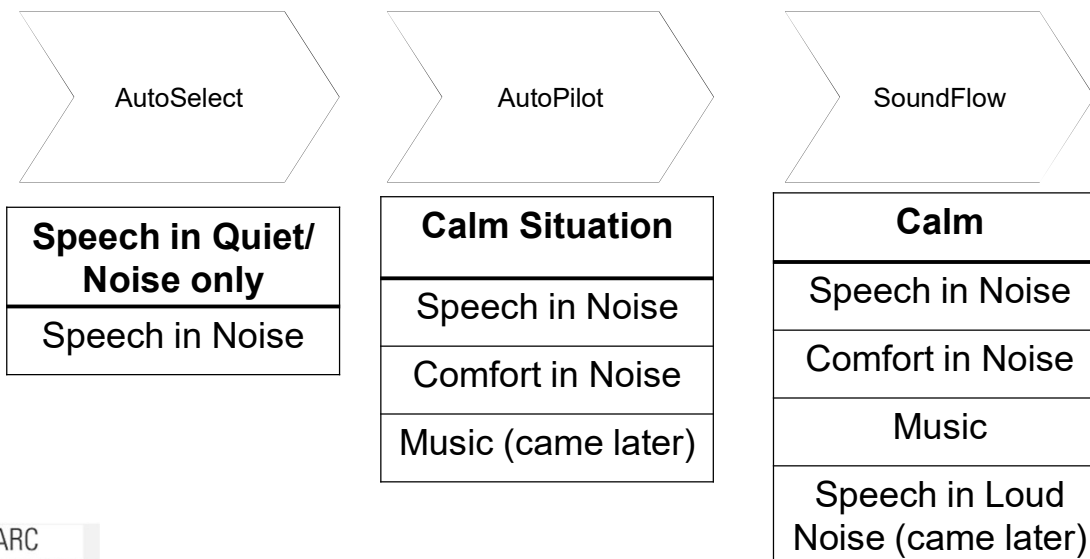 AutoSelect
AutoPilot
SoundFlow
Speech in Quiet/
Noise only
Speech in Noise
Calm Situation
Speech in Noise
Comfort in Noise
Music (came later)
Calm
Speech in Noise
Comfort in Noise
Music
Speech in Loud
Noise (came later)
ARC